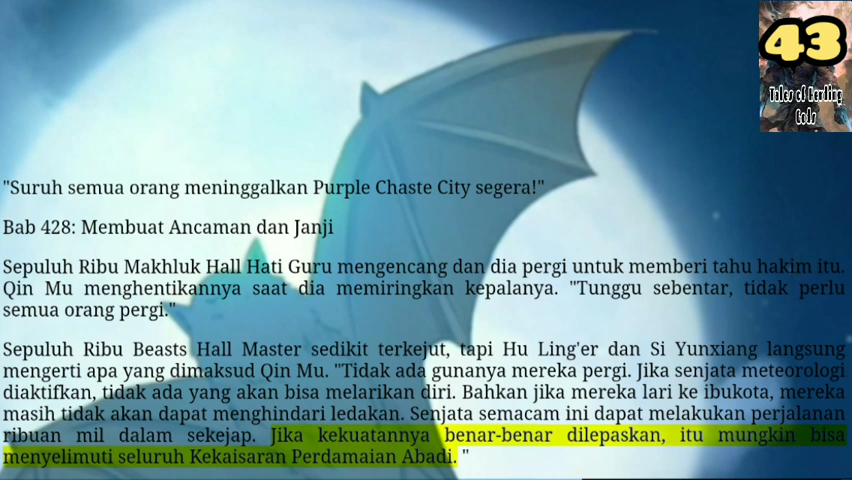 43
Tales of Herding
Gods
"Suruh semua orang meninggalkan Purple Chaste City segera!"
Bab 428: Membuat Ancaman dan Janji
Sepuluh Ribu Makhluk Hall Hati Guru mengencang dan dia pergi untuk memberi tahu hakim itu.
Qin Mu menghentikannya saat dia memiringkan kepalanya. "Tunggu sebentar, tidak perlu
semua orang pergi."
Sepuluh Ribu Beasts Hall Master sedikit terkejut, tapi Hu Ling'er dan Si Yunxiang langsung
mengerti apa yang dimaksud Qin Mu. "Tidak ada gunanya mereka pergi. Jika senjata meteorologi
diaktifkan, tidak ada yang akan bisa melarikan diri. Bahkan jika mereka lari ke ibukota, mereka
masih tidak akan dapat menghindari ledakan. Senjata semacam ini dapat melakukan perjalanan
ribuan mil dalam sekejap. Jika kekuatannya benar-benar dilepaskan, itu mungkin bisa
menyelimuti seluruh Kekaisaran Perdamaian Abadi. "